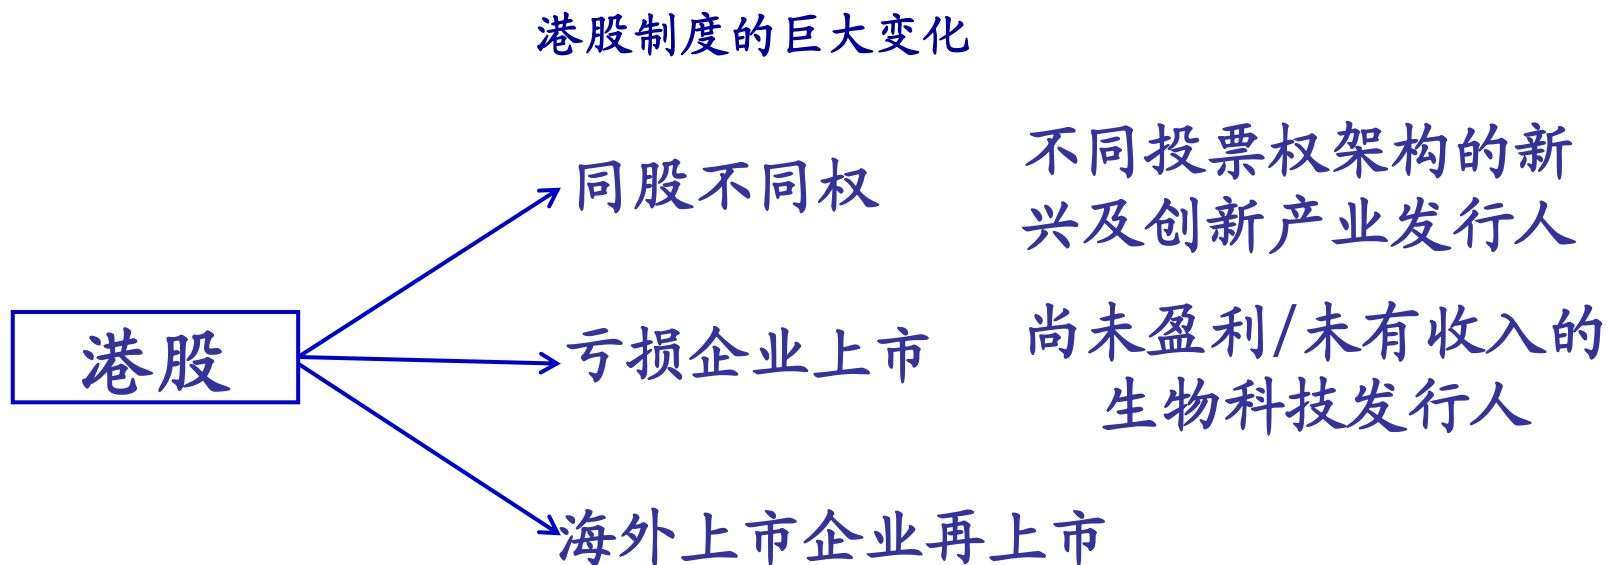 港股制度的巨大变化
同股不同权
不同投票权架构的新
兴及创新产业发行人
港股
亏损企业上市
尚未盈利/未有收入的
生物科技发行人
海外上市企业再上市